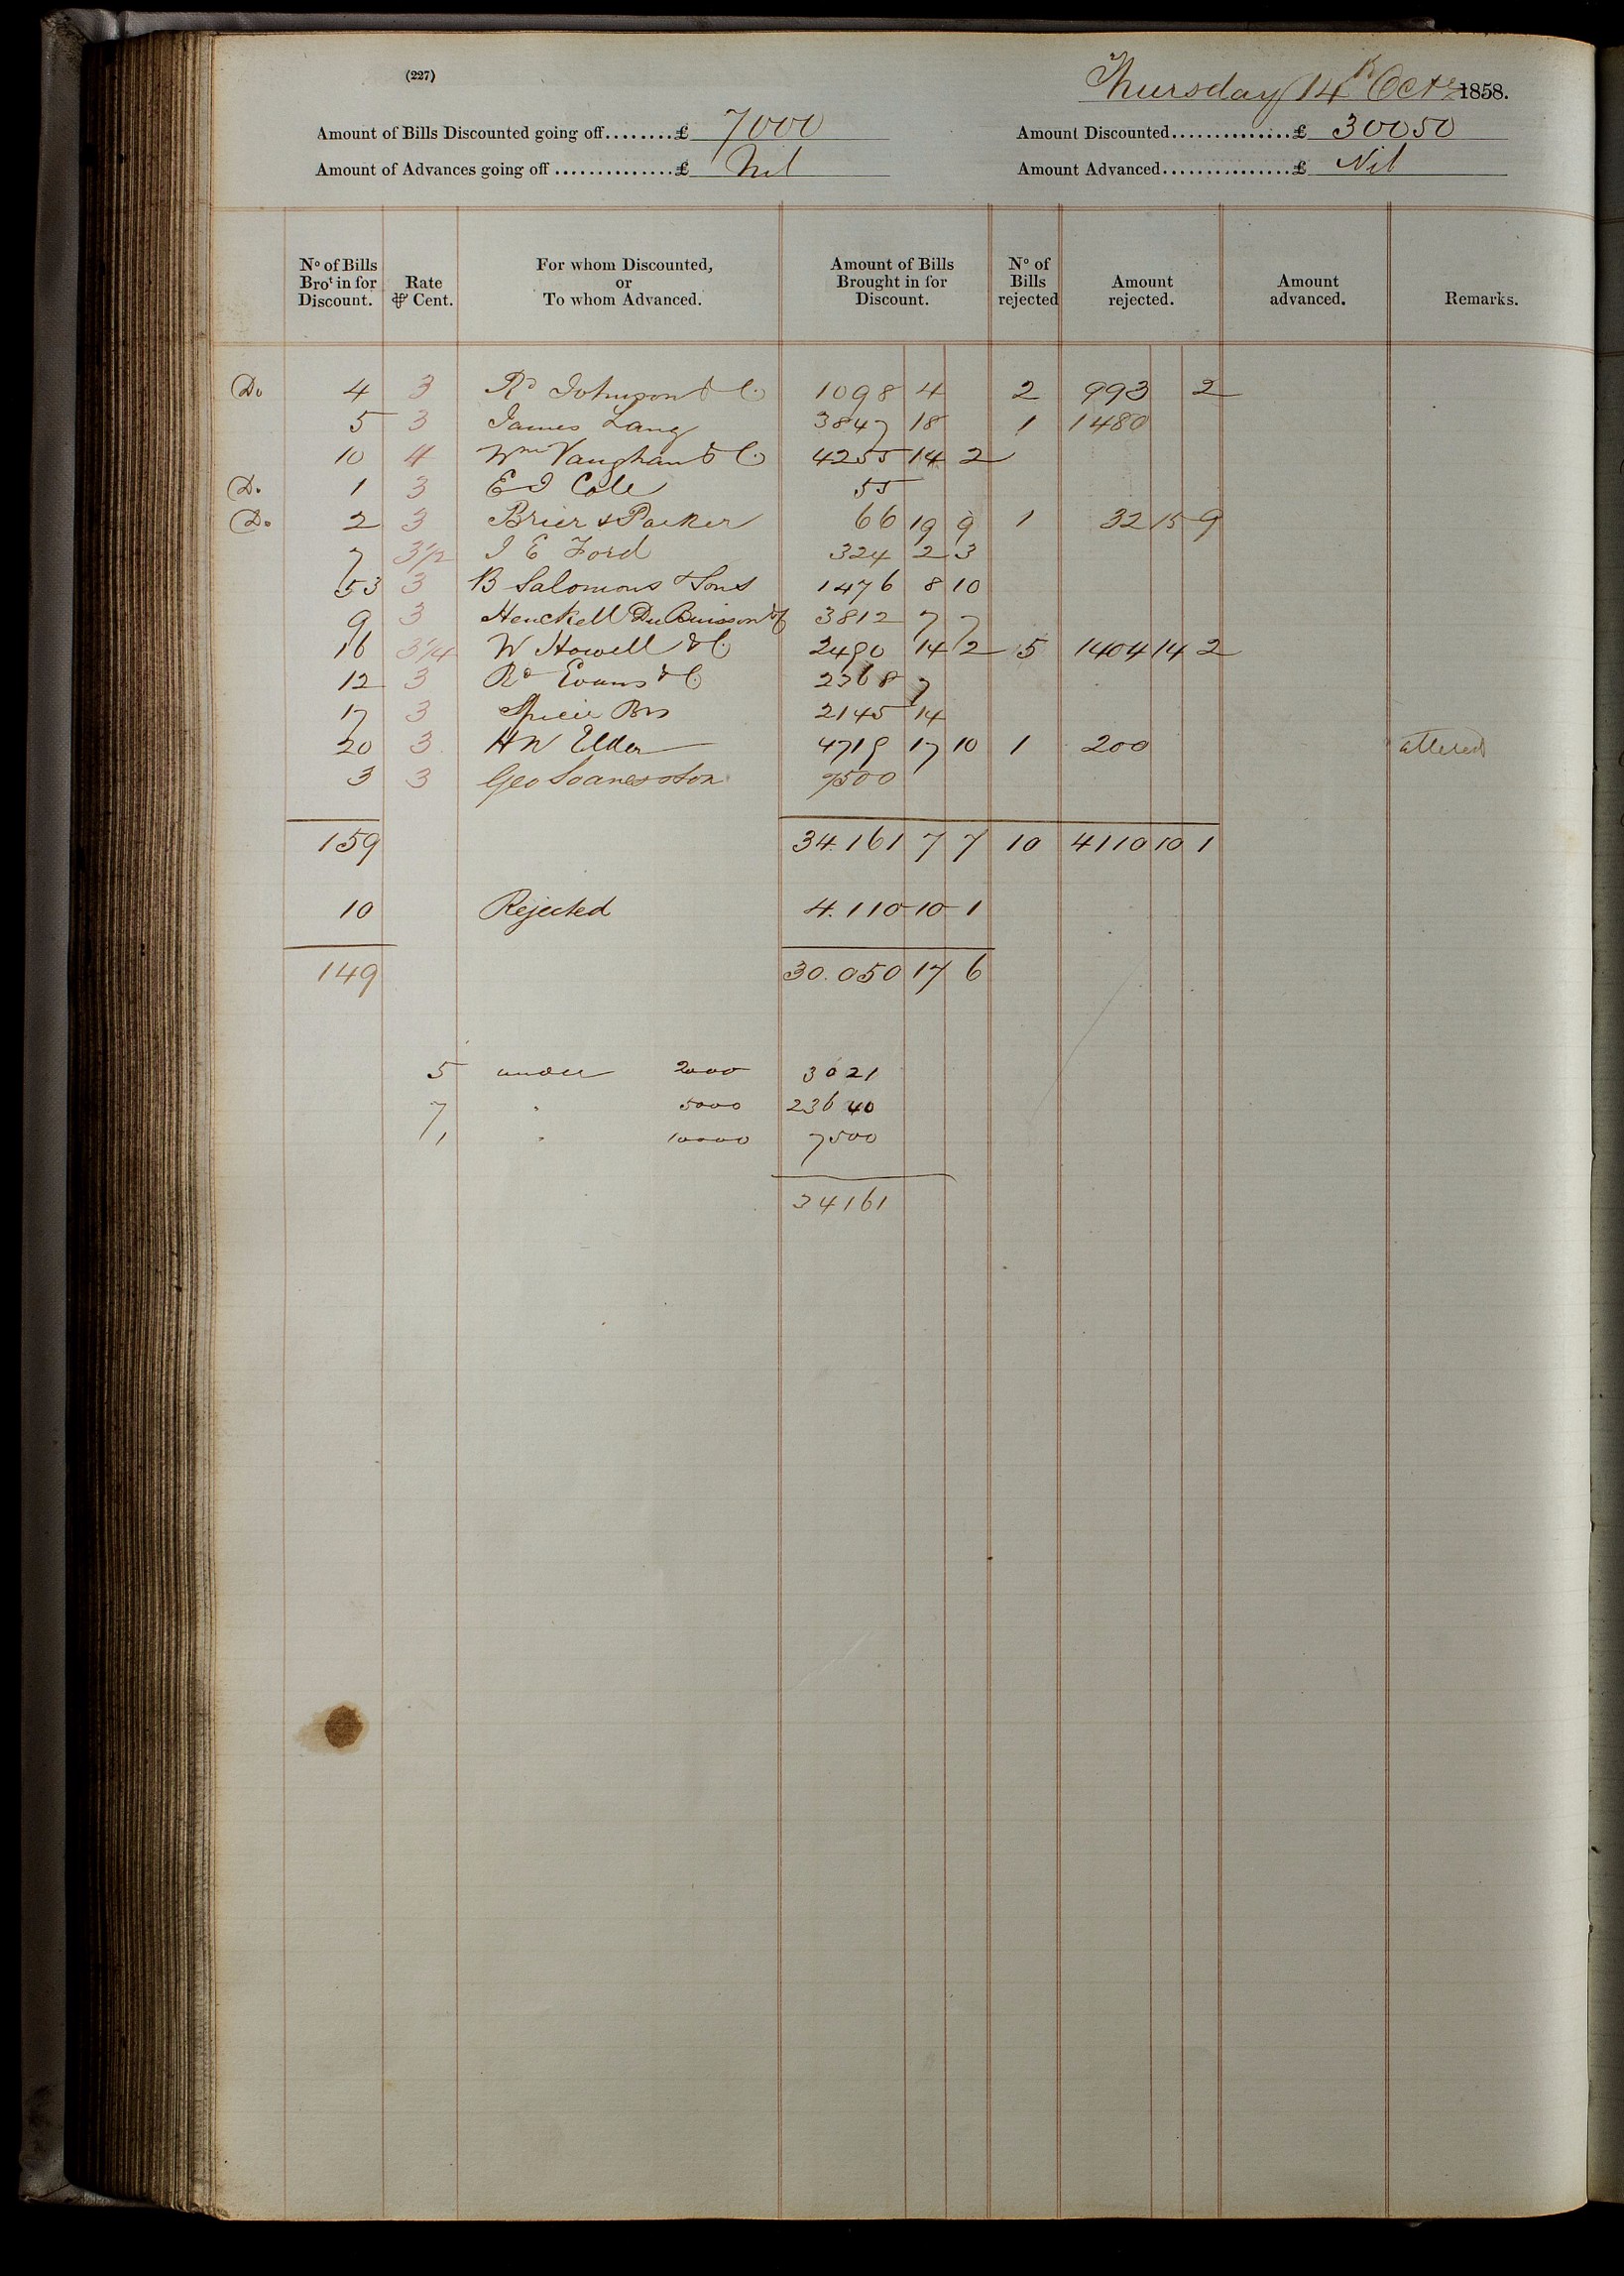 (227)
Thursday 14th Octr 1858.
Amount of Bills Discounted going off........£ 7000 Amount Discounted..............£ 30050
Amount of Advances going off..............£ Nil Amount Advanced...............£ Nil
No of Bills Brot in for Discount. Rate ⅌ Cent. For whom Discounted, or To whom Advanced. Amount of Bills Brought in for Discount. No of Bills rejected Amount rejected. Amount advanced. Remarks.
Do 4 3 Rd Johnson & Co 1098 4 2 993 2
5 3 James Lang 3847 18 1 1480
10 4 Wm Vaughan & Co 4255 14 2
Do 1 3 E J Cole 55
Do 2 3 Brier & Parker 66 19 9 1 32 15 9
7 3½ J E Ford 324 2 3
53 3 B Salomons & Sons 1476 8 10
9 3 Henckell Du Buisson & Co 3812 7 7
16 3¼ W Howell & Co 2490 14 2 5 1404 14 2
12 3 Rd Evans & Co 2368 7
17 3 Spicer Bros 2145 14
20 3 H W Elder 4719 17 10 1 200 altered
3 3 Geo Soanes & Son 7500
159 34.161 7 7 10 4110 10 1
10 Rejected 4.110 10 1
149 30.050 17 6
5 under 2000 3021
7 " 5000 23640
1 " 10000 7500
34161